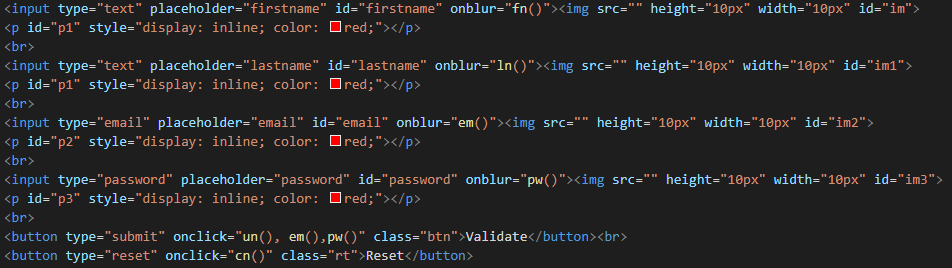 <input type="text" placeholder="firstname" id="firstname" onblur="fn()"><img src="" height="10px" width="10px" id="im">
<p id="p1" style="display: inline; color: red;"></p>
<br>
<input type="text" placeholder="lastname" id="lastname" onblur="ln()"><img src="" height="10px" width="10px" id="im1">
<p id="p1" style="display: inline; color: red;"></p>
<br>
<input type="email" placeholder="email" id="email" onblur="em()"><img src="" height="10px" width="10px" id="im2">
<p id="p2" style="display: inline; color: red;"></p>
<br>
<input type="password" placeholder="password" id="password" onblur="pw()"><img src="" height="10px" width="10px" id="im3">
<p id="p3" style="display: inline; color: red;"></p>
<br>
<button type="submit" onclick="un(), em(),pw()" class="btn">Validate</button><br>
<button type="reset" onclick="cn()" class="rt">Reset</button>